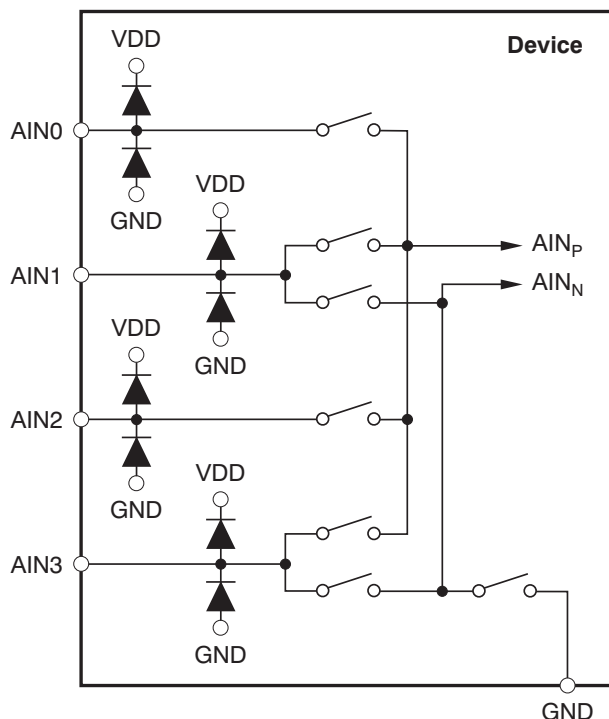 VDD
Device
AIN0
GND
VDD
AIN1
AINP
AINN
GND
VDD
AIN2
GND
VDD
AIN3
GND
GND